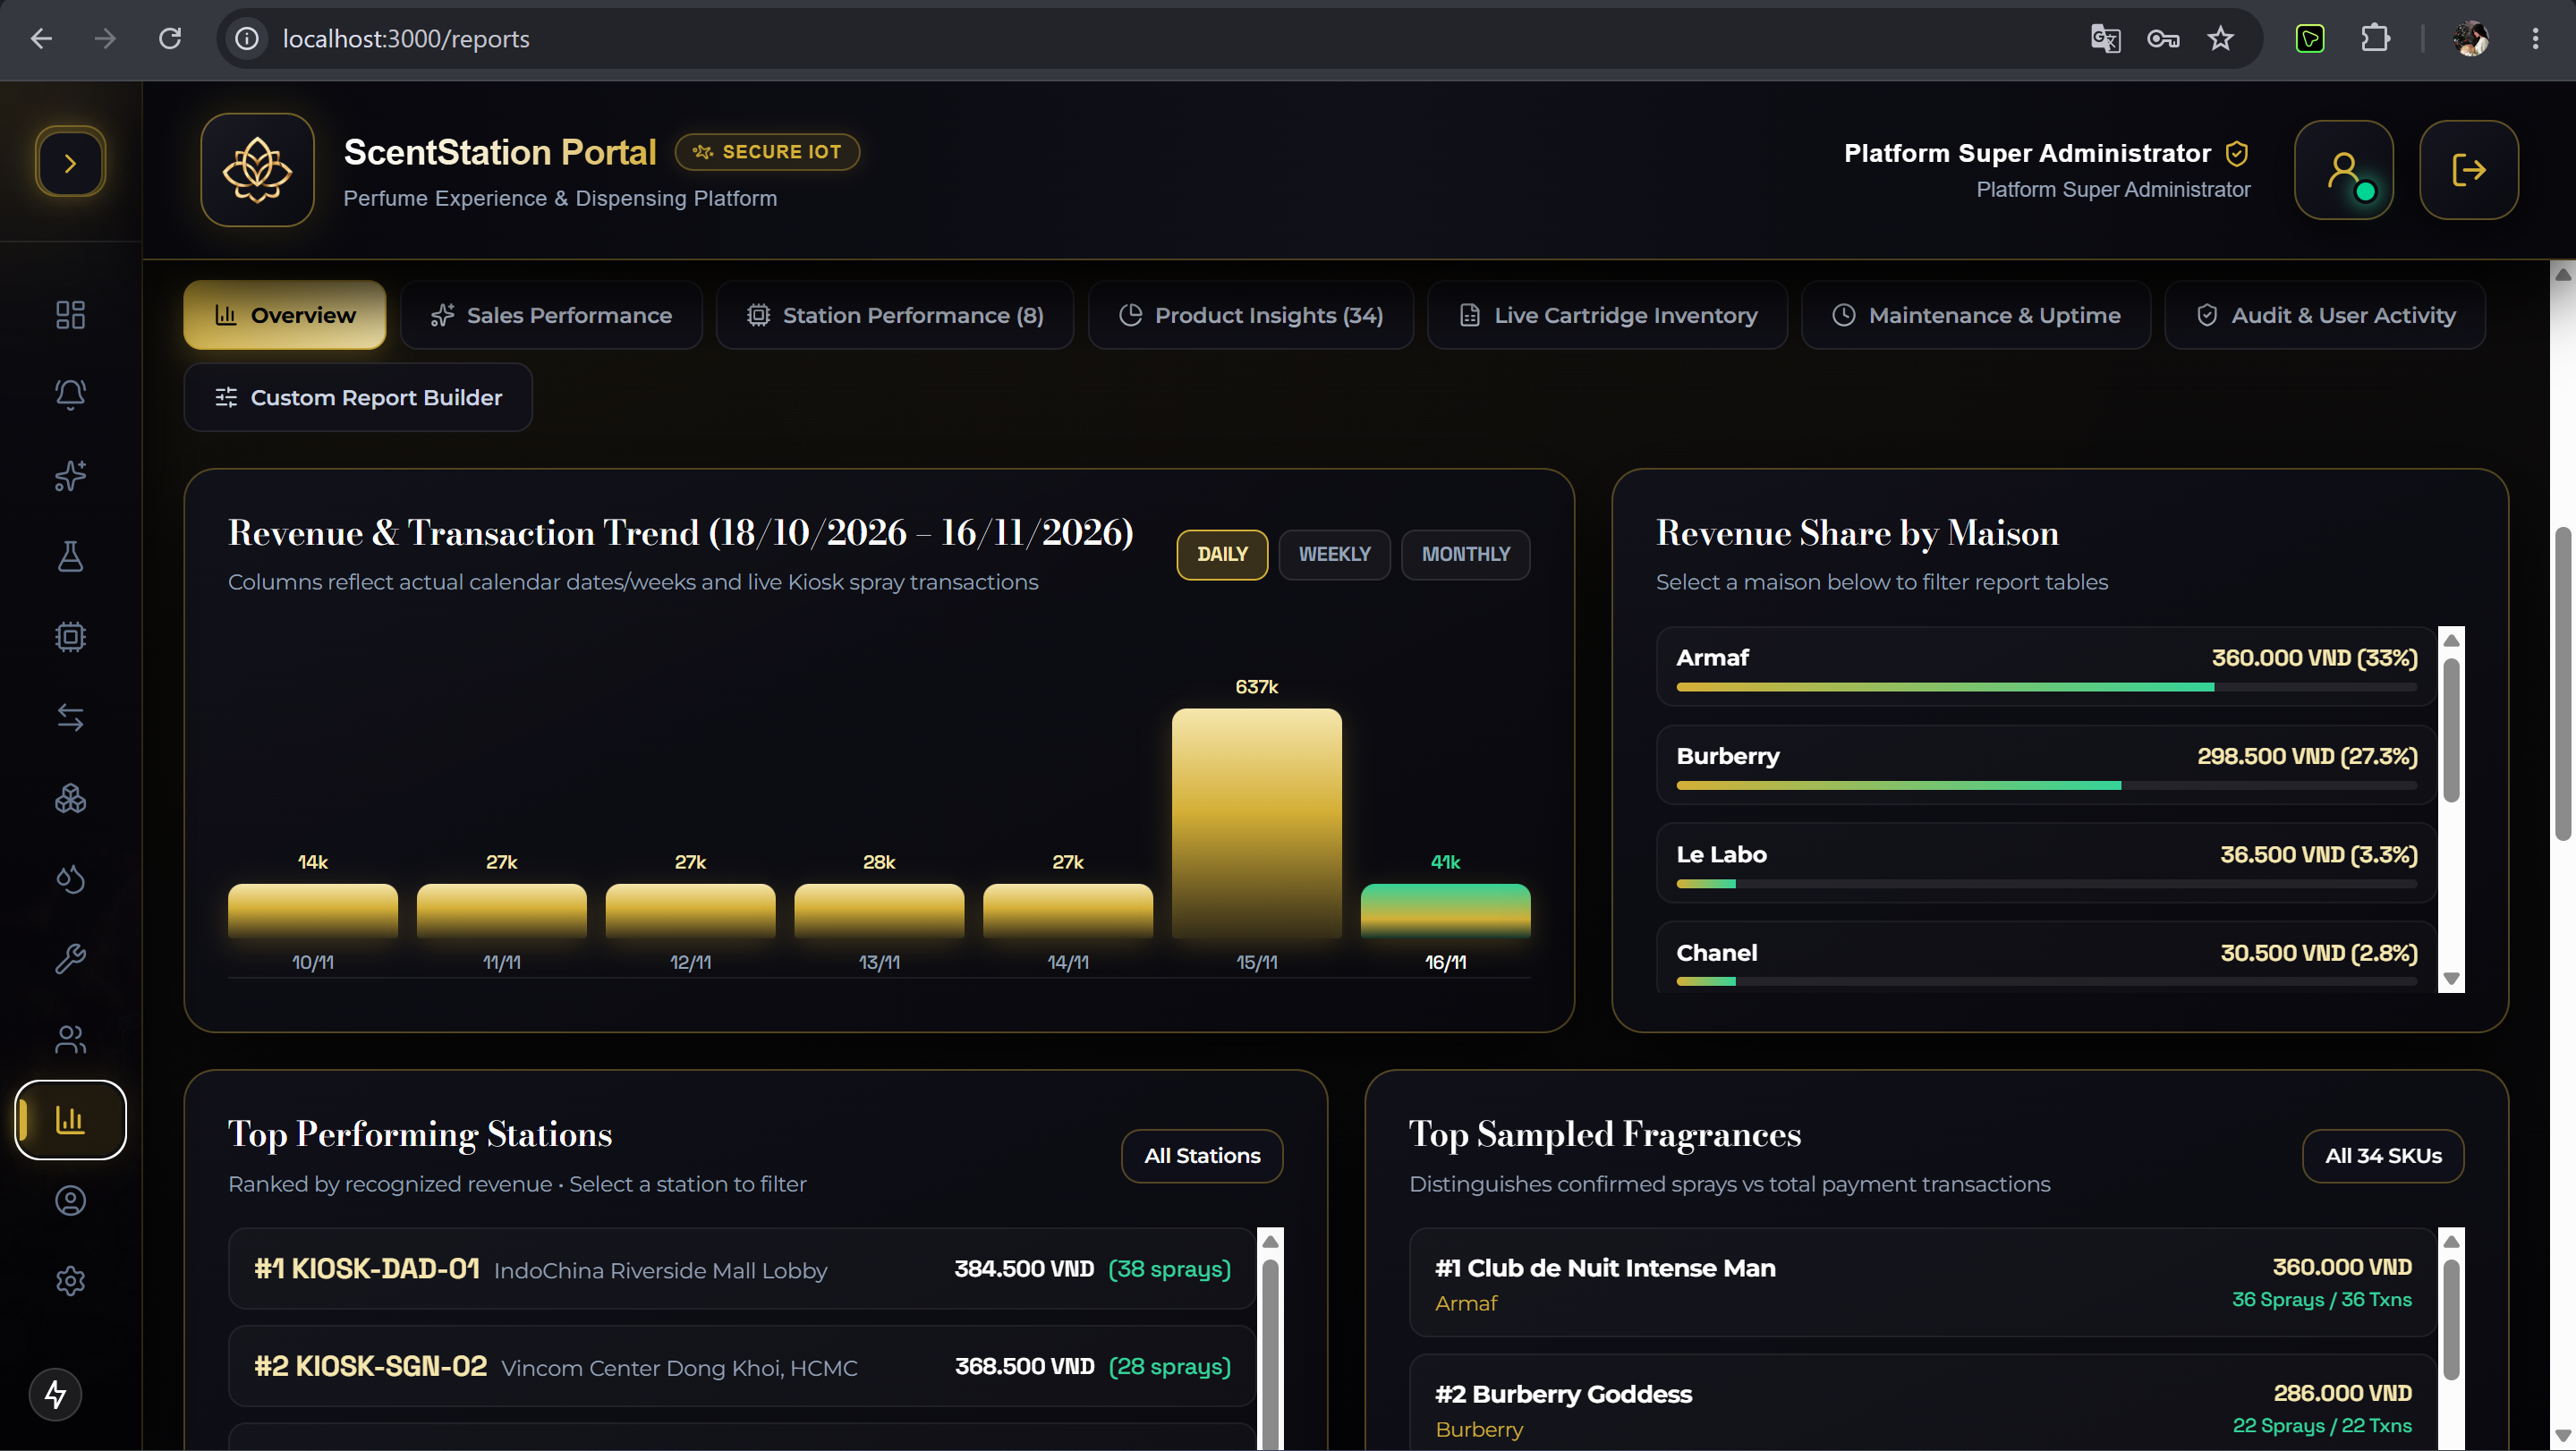 localhost:3000/reports
ScentStation Portal
SECURE IOT
Perfume Experience & Dispensing Platform
Platform Super Administrator
Platform Super Administrator
Overview
Sales Performance
Station Performance (8)
Product Insights (34)
Live Cartridge Inventory
Maintenance & Uptime
Audit & User Activity
Custom Report Builder
Revenue & Transaction Trend (18/10/2026 – 16/11/2026)
Columns reflect actual calendar dates/weeks and live Kiosk spray transactions
DAILY
WEEKLY
MONTHLY
14k
27k
27k
28k
27k
637k
41k
10/11
11/11
12/11
13/11
14/11
15/11
16/11
Revenue Share by Maison
Select a maison below to filter report tables
Armaf 360.000 VND (33%)
Burberry 298.500 VND (27.3%)
Le Labo 36.500 VND (3.3%)
Chanel 30.500 VND (2.8%)
Top Performing Stations
Ranked by recognized revenue • Select a station to filter
All Stations
#1 KIOSK-DAD-01 IndoChina Riverside Mall Lobby 384.500 VND (38 sprays)
#2 KIOSK-SGN-02 Vincom Center Dong Khoi, HCMC 368.500 VND (28 sprays)
Top Sampled Fragrances
Distinguishes confirmed sprays vs total payment transactions
All 34 SKUs
#1 Club de Nuit Intense Man 360.000 VND
Armaf 36 Sprays / 36 Txns
#2 Burberry Goddess 286.000 VND
Burberry 22 Sprays / 22 Txns